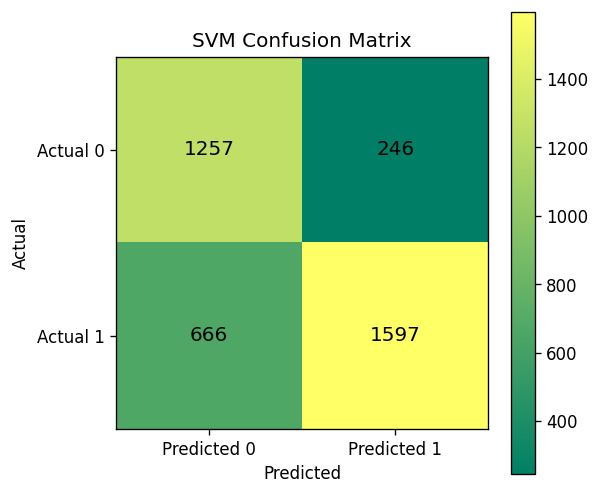 SVM Confusion Matrix
Actual
Actual 0
1257
246
Actual 1
666
1597
Predicted 0
Predicted 1
Predicted
1400
1200
1000
800
600
400